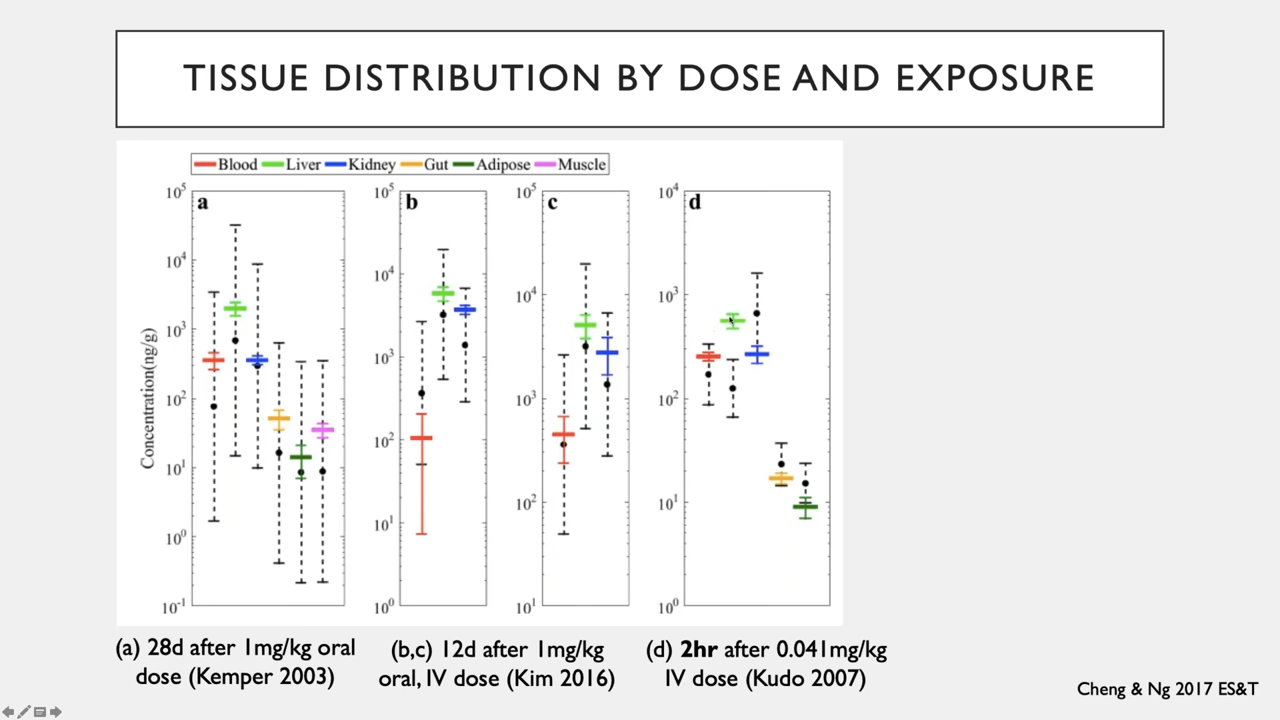 TISSUE DISTRIBUTION BY DOSE AND EXPOSURE
Blood Liver Kidney Gut Adipose Muscle
Concentration(ng/g)
a
10^5
10^4
10^3
10^2
10^1
10^0
10^-1
b
10^5
10^4
10^3
10^2
10^1
10^0
c
10^5
10^4
10^3
10^2
10^1
d
10^4
10^3
10^2
10^1
10^0
(a) 28d after 1mg/kg oral
dose (Kemper 2003)
(b,c) 12d after 1mg/kg
oral, IV dose (Kim 2016)
(d) 2hr after 0.041mg/kg
IV dose (Kudo 2007)
Cheng & Ng 2017 ES&T